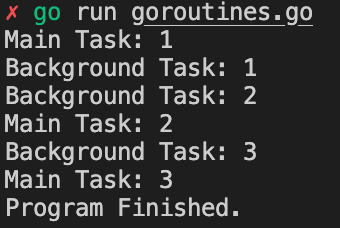 ✗ go run goroutines.go
Main Task: 1
Background Task: 1
Background Task: 2
Main Task: 2
Background Task: 3
Main Task: 3
Program Finished.